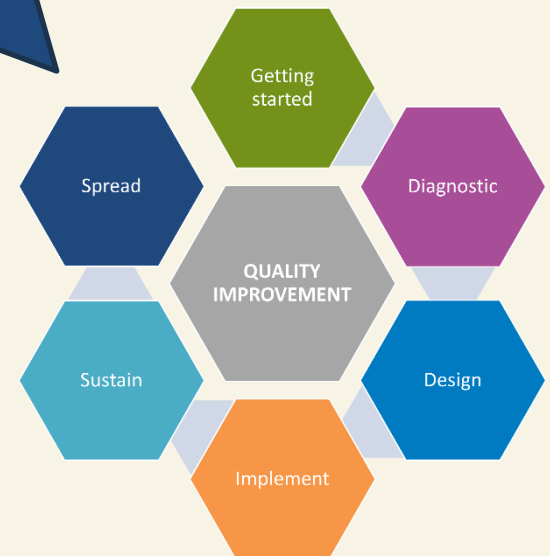 Getting
started
Spread
Diagnostic
QUALITY
IMPROVEMENT
Sustain
Design
Implement